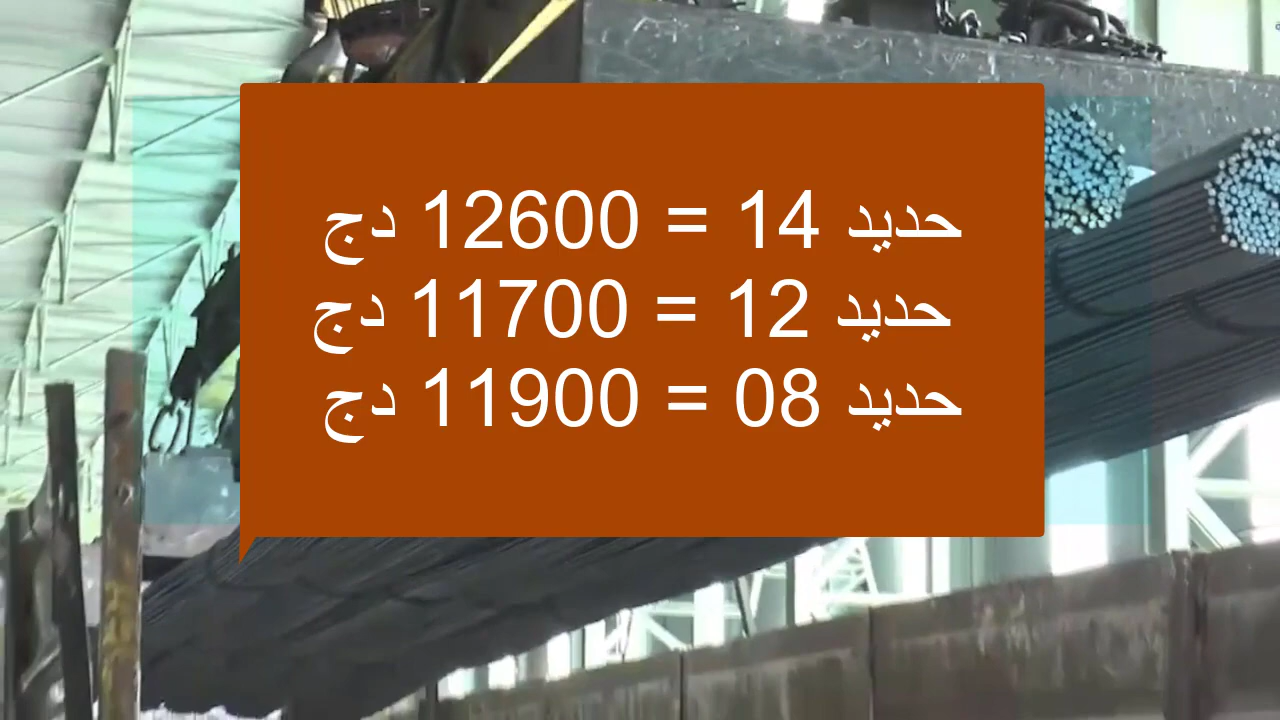 حديد 14 = 12600 دج
حديد 12 = 11700 دج
حديد 08 = 11900 دج